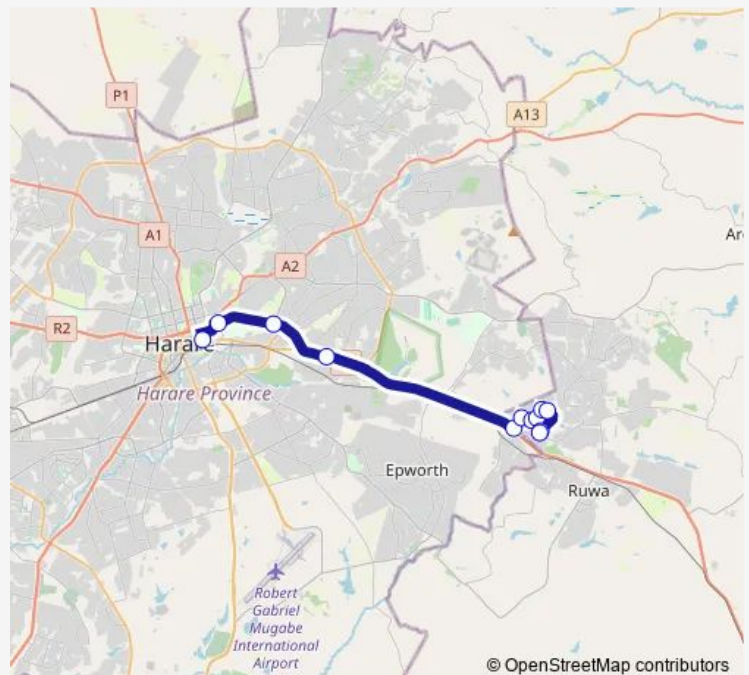 P1
A13
A1
Ar
A2
R2
Harare
Harare Province
Epworth
Ruwa
Robert
Gabriel
Mugabe
International
Airport
© OpenStreetMap contributors